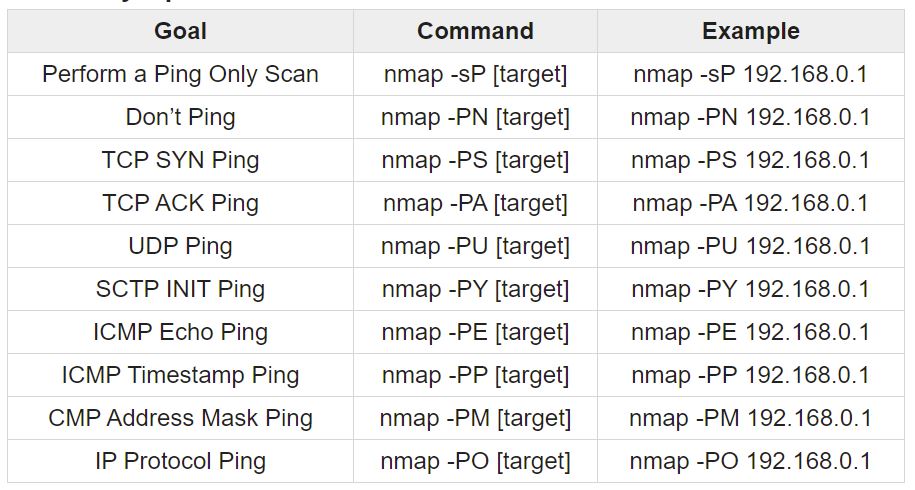 Goal Command Example
Perform a Ping Only Scan nmap -sP [target] nmap -sP 192.168.0.1
Don’t Ping nmap -PN [target] nmap -PN 192.168.0.1
TCP SYN Ping nmap -PS [target] nmap -PS 192.168.0.1
TCP ACK Ping nmap -PA [target] nmap -PA 192.168.0.1
UDP Ping nmap -PU [target] nmap -PU 192.168.0.1
SCTP INIT Ping nmap -PY [target] nmap -PY 192.168.0.1
ICMP Echo Ping nmap -PE [target] nmap -PE 192.168.0.1
ICMP Timestamp Ping nmap -PP [target] nmap -PP 192.168.0.1
CMP Address Mask Ping nmap -PM [target] nmap -PM 192.168.0.1
IP Protocol Ping nmap -PO [target] nmap -PO 192.168.0.1